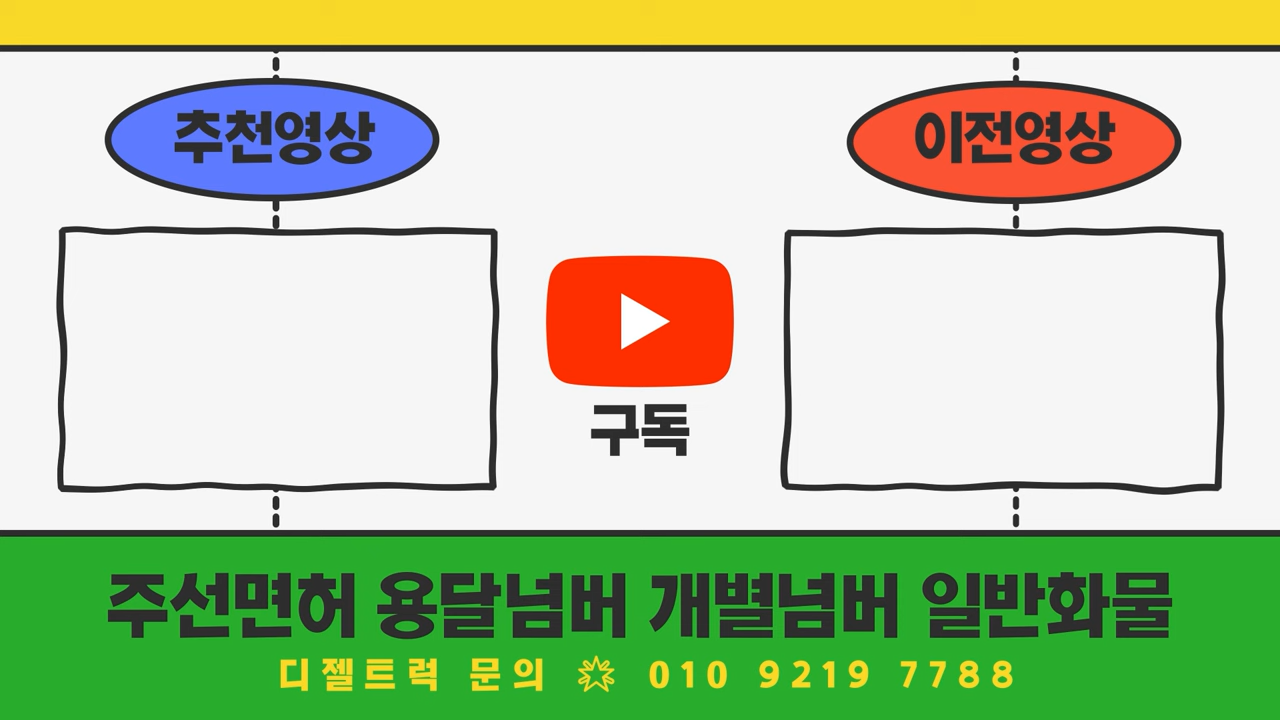 추천영상
이전영상
구독
주선면허 용달넘버 개별넘버 일반화물
디젤트럭 문의 010 9219 7788